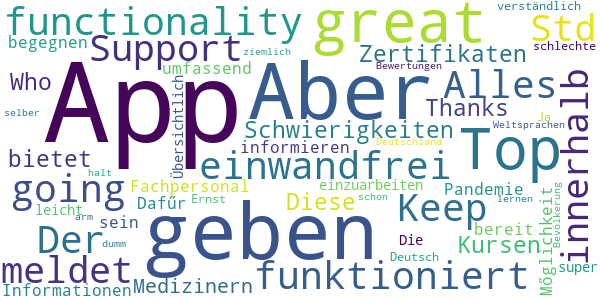 functionality
great
verständlich
Std
begegnen
Support
ziemlich
Zertifikaten
schlechte
Who
App
umfassend
Übersichtlich
Aber
Bewertungen
Alles
innerhalb
selber
Thanks
Ja
Weltsprachen
Schwierigkeiten
informieren
Deutschland
Top
bietet
einwandfrei
halt
going
Fachpersonal
einzuarbeiten
Pandemie
Möglichkeit
Bevölkerung
leicht
arm
sein
Dafűr
Ernst
Diese
schon
Keep
lernen
Der
dumm
geben
Die
Kursen
bereit
meldet
Deutsch
funktioniert
super
Informationen
Medizinern